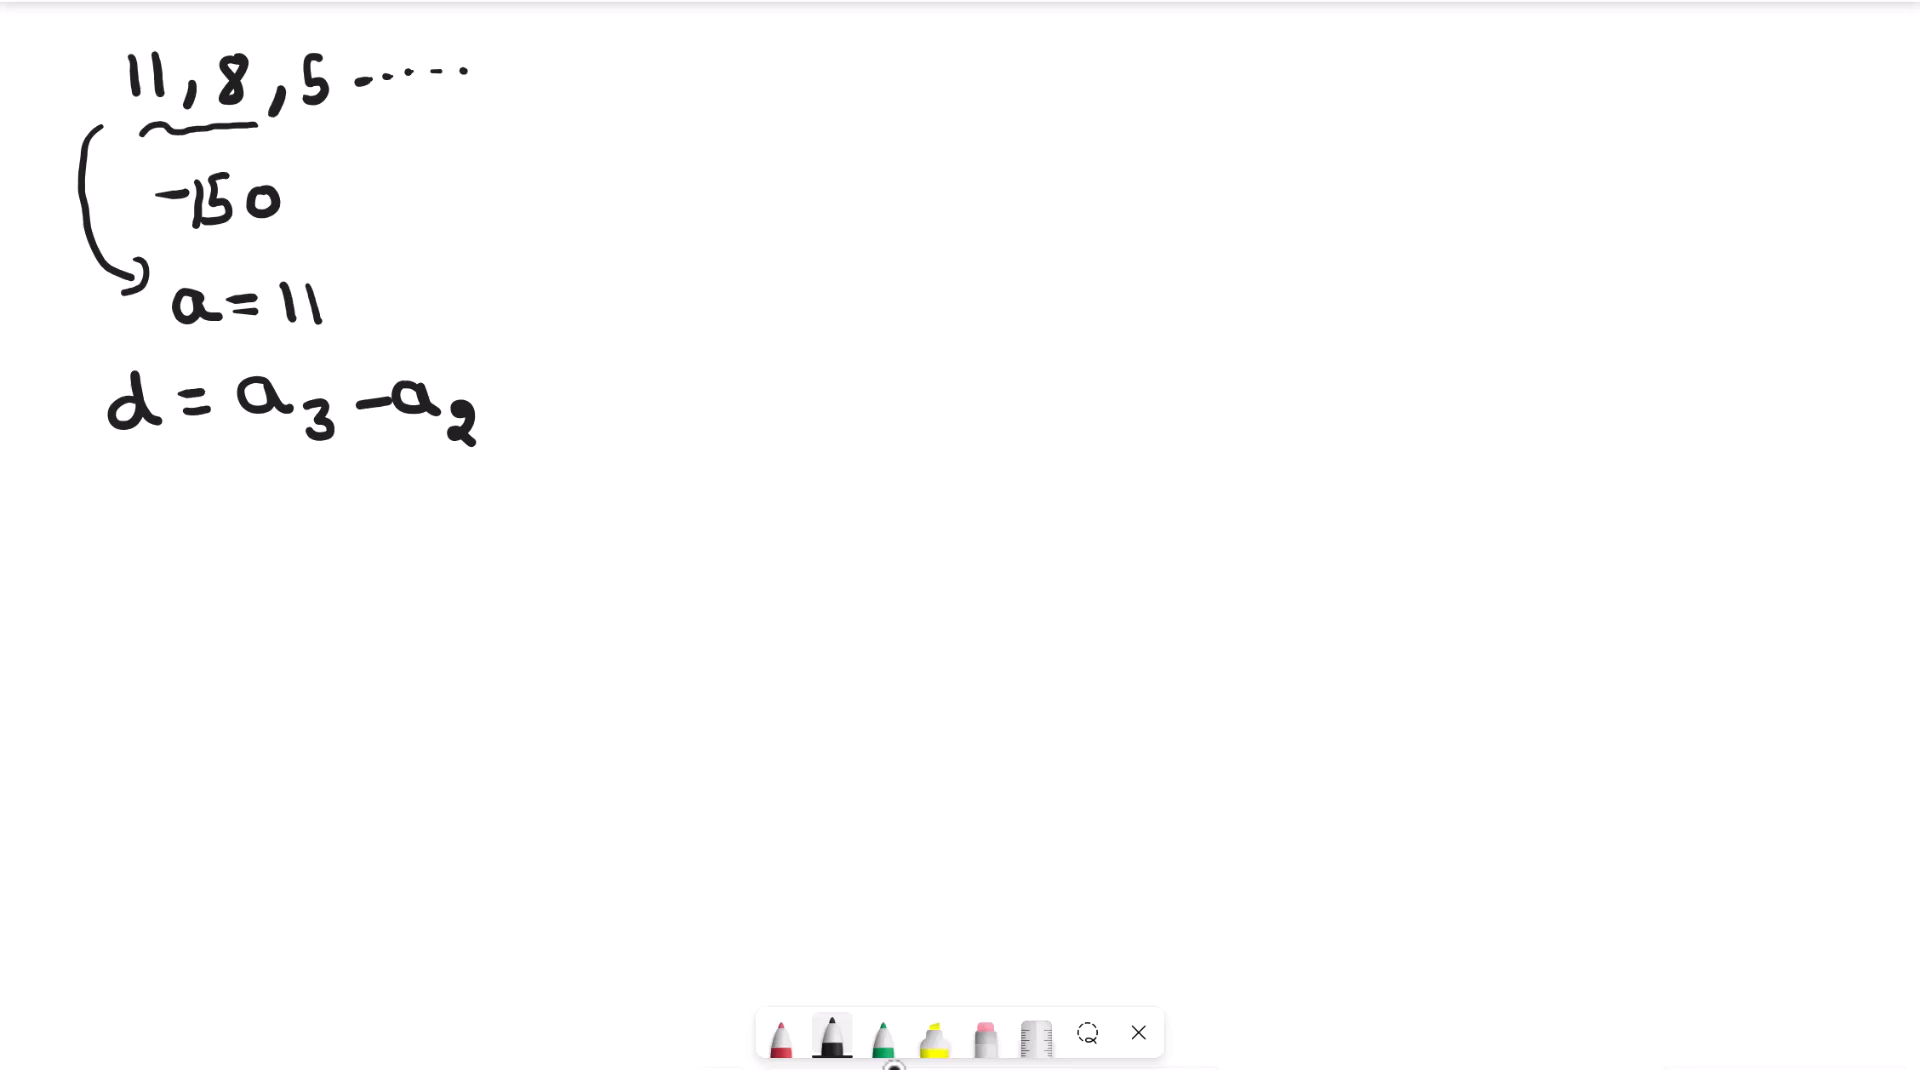 11, 8, 5 - · · · - ·
-150
a = 11
d = a₃ - a₂